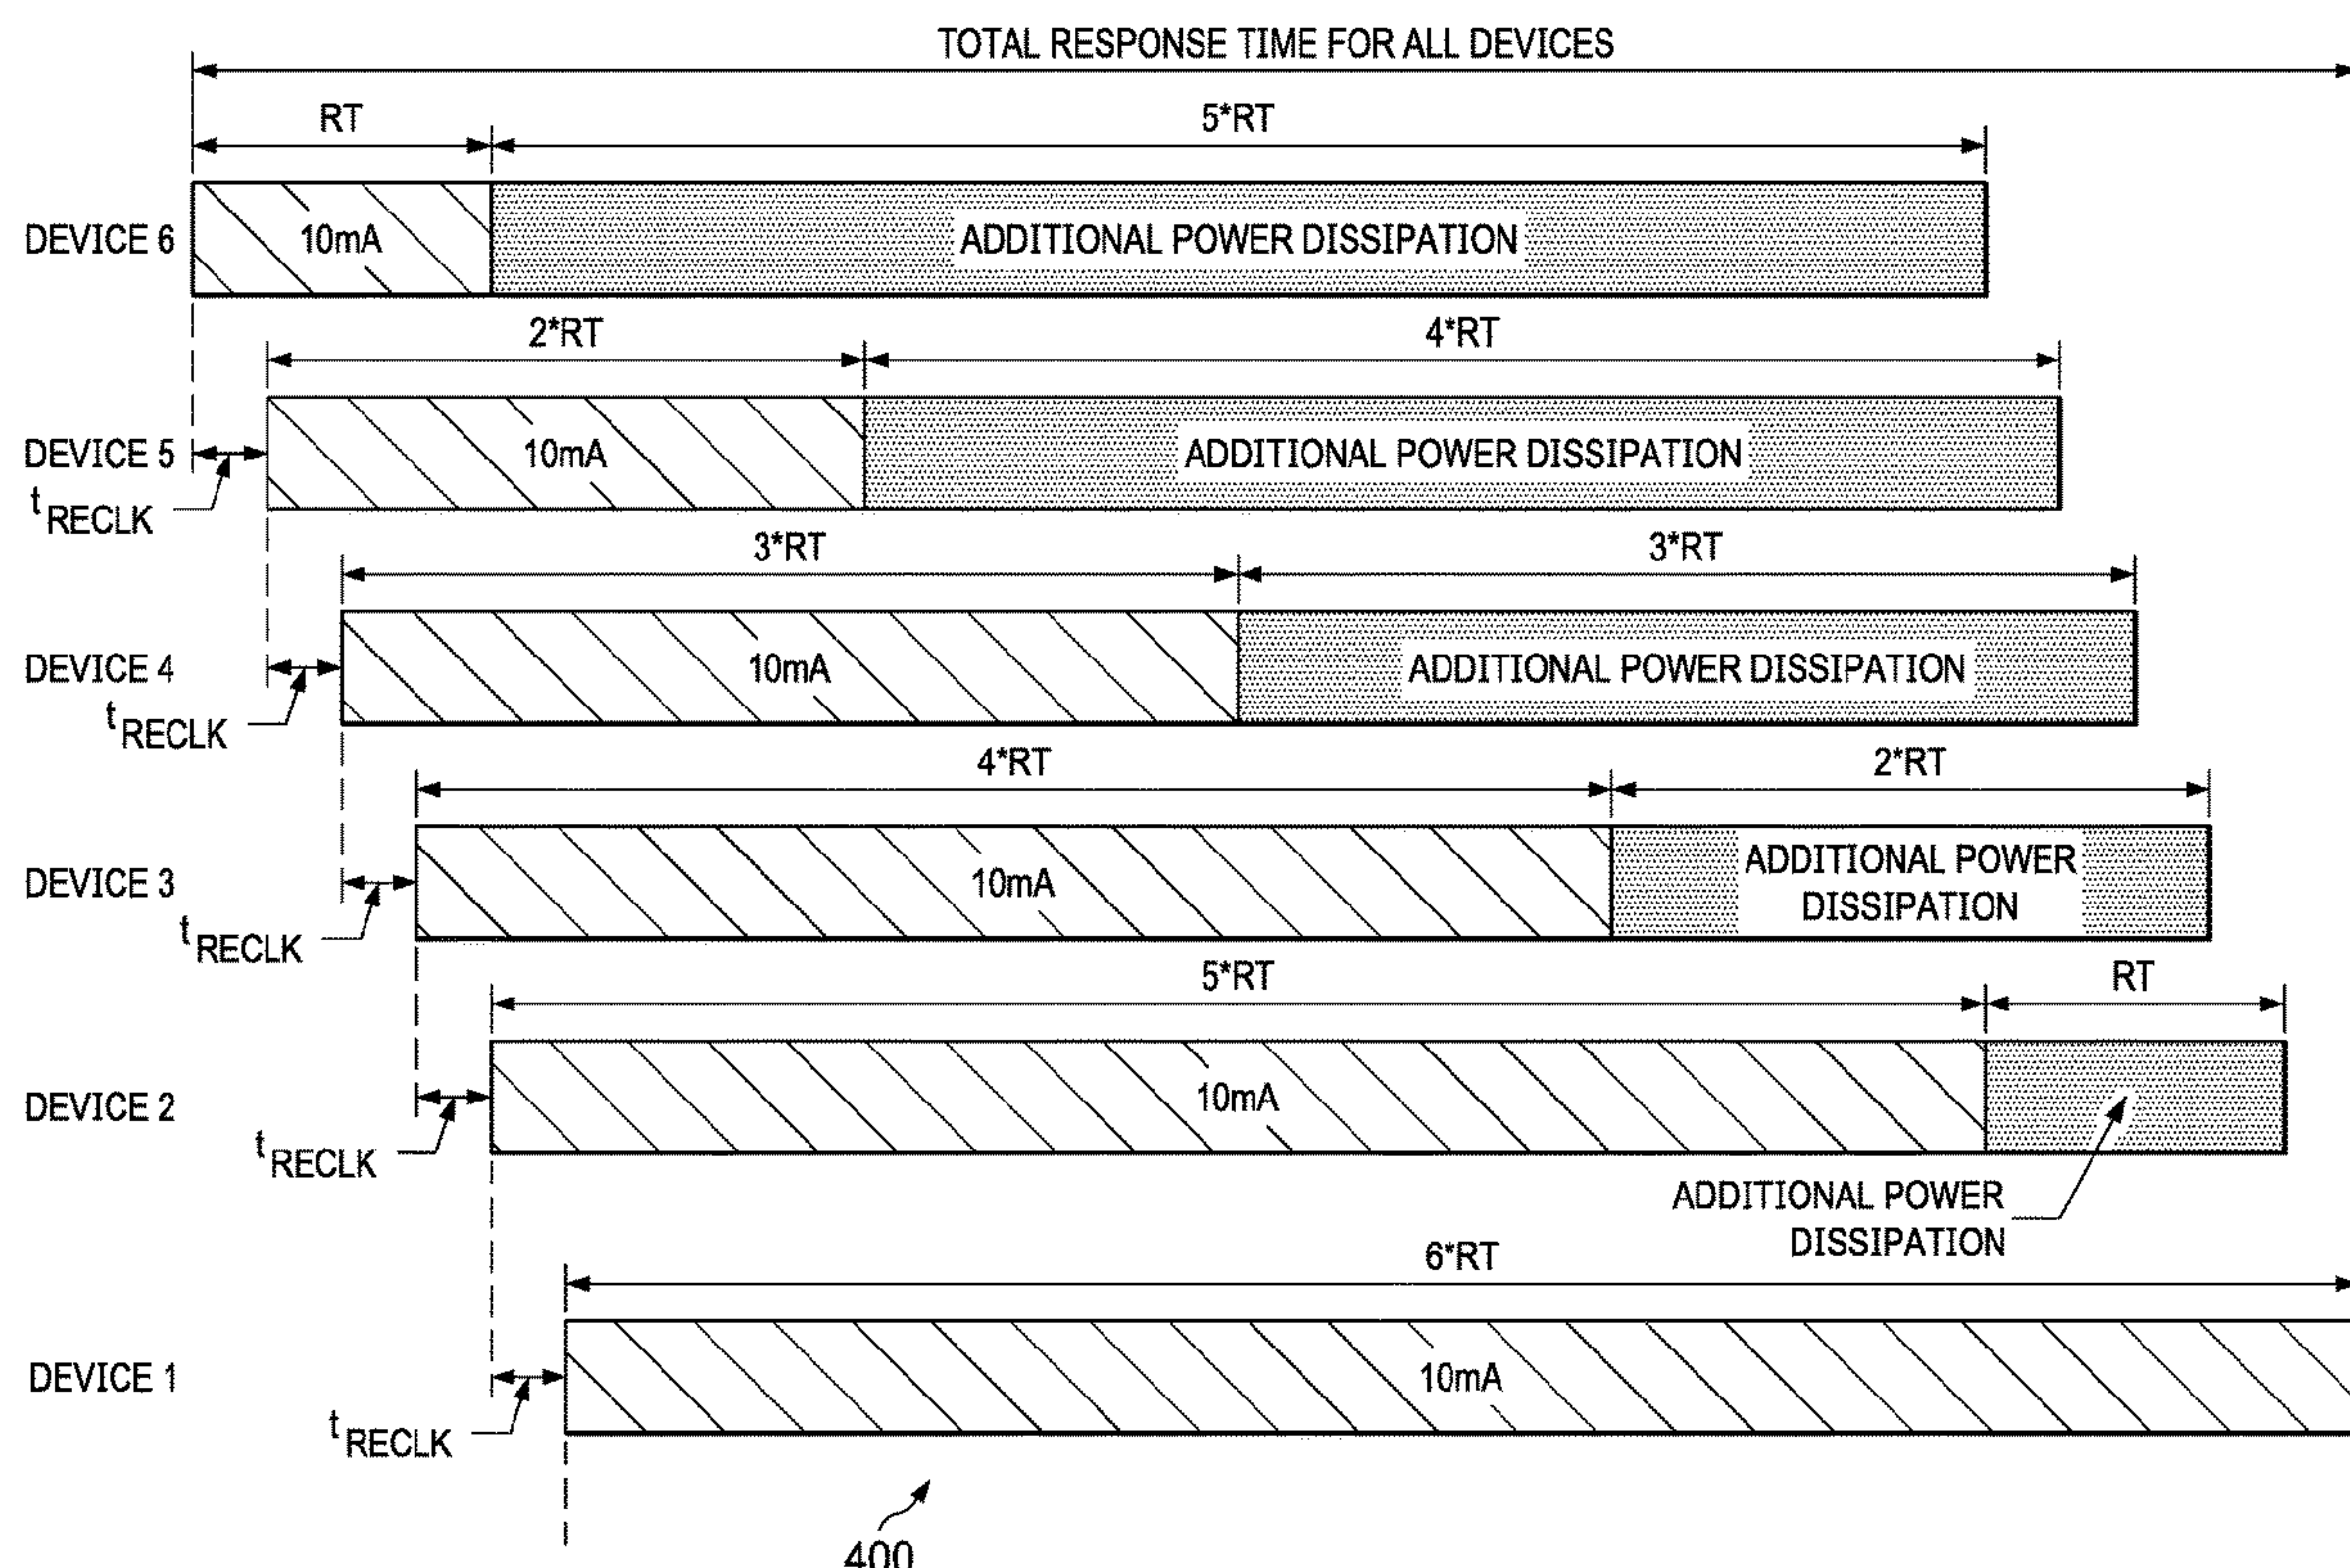 TOTAL RESPONSE TIME FOR ALL DEVICES
RT 5*RT
DEVICE 6 10mA ADDITIONAL POWER DISSIPATION
2*RT 4*RT
DEVICE 5 10mA ADDITIONAL POWER DISSIPATION
tRECLK
3*RT 3*RT
DEVICE 4 10mA ADDITIONAL POWER DISSIPATION
tRECLK
4*RT 2*RT
DEVICE 3 10mA ADDITIONAL POWER
DISSIPATION
tRECLK
5*RT RT
DEVICE 2 10mA
tRECLK
ADDITIONAL POWER
DISSIPATION
6*RT
DEVICE 1 10mA
tRECLK
400